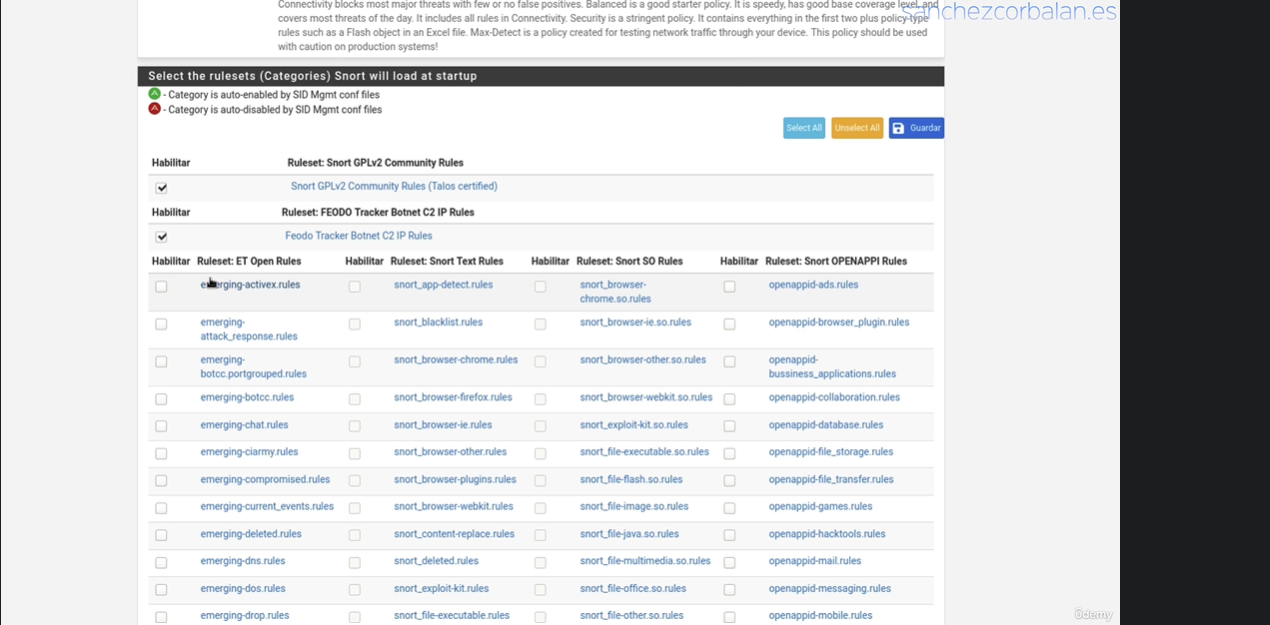 Connectivity blocks most major threats with few or no false positives. Balanced is a good starter policy. It is speedy, has good base coverage level, and
sanchezcorbalan.es
covers most threats of the day. It includes all rules in Connectivity. Security is a stringent policy. It contains everything in the first two plus policy-type
rules such as a Flash object in an Excel file. Max-Detect is a policy created for testing network traffic through your device. This policy should be used
with caution on production systems!
Select the rulesets (Categories) Snort will load at startup
- Category is auto-enabled by SID Mgmt conf files
- Category is auto-disabled by SID Mgmt conf files
Select All Unselect All Guardar
Habilitar Ruleset: Snort GPLv2 Community Rules
Snort GPLv2 Community Rules (Talos certified)
Habilitar Ruleset: FEODO Tracker Botnet C2 IP Rules
Feodo Tracker Botnet C2 IP Rules
Habilitar Ruleset: ET Open Rules Habilitar Ruleset: Snort Text Rules Habilitar Ruleset: Snort SO Rules Habilitar Ruleset: Snort OPENAPPI Rules
emerging-activex.rules snort_app-detect.rules snort_browser- openappid-ads.rules
chrome.so.rules
emerging- snort_blacklist.rules snort_browser-ie.so.rules openappid-browser_plugin.rules
attack_response.rules
emerging- snort_browser-chrome.rules snort_browser-other.so.rules openappid-
botcc.portgrouped.rules bussiness_applications.rules
emerging-botcc.rules snort_browser-firefox.rules snort_browser-webkit.so.rules openappid-collaboration.rules
emerging-chat.rules snort_browser-ie.rules snort_exploit-kit.so.rules openappid-database.rules
emerging-ciarmy.rules snort_browser-other.rules snort_file-executable.so.rules openappid-file_storage.rules
emerging-compromised.rules snort_browser-plugins.rules snort_file-flash.so.rules openappid-file_transfer.rules
emerging-current_events.rules snort_browser-webkit.rules snort_file-image.so.rules openappid-games.rules
emerging-deleted.rules snort_content-replace.rules snort_file-java.so.rules openappid-hacktools.rules
emerging-dns.rules snort_deleted.rules snort_file-multimedia.so.rules openappid-mail.rules
emerging-dos.rules snort_exploit-kit.rules snort_file-office.so.rules openappid-messaging.rules
emerging-drop.rules snort_file-executable.rules snort_file-other.so.rules openappid-mobile.rules
ûdemy